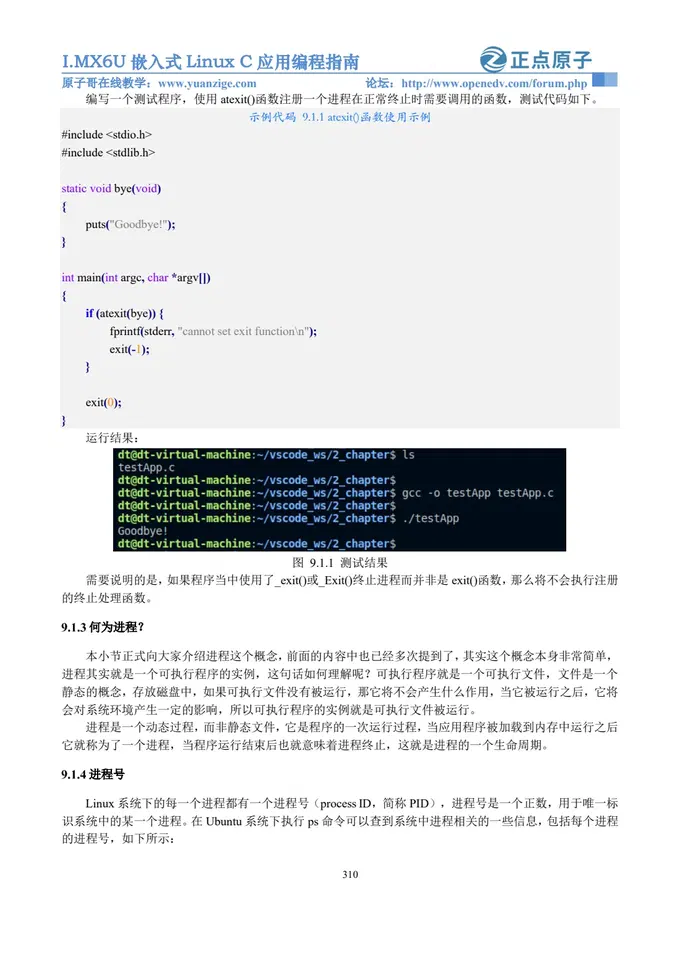 I.MX6U 嵌入式 Linux C 应用编程指南
正点原子
原子哥在线教学：www.yuanzige.com 论坛：http://www.openedv.com/forum.php
编写一个测试程序，使用 atexit()函数注册一个进程在正常终止时需要调用的函数，测试代码如下。
示例代码 9.1.1 atexit()函数使用示例
#include <stdio.h>
#include <stdlib.h>
static void bye(void)
{
puts("Goodbye!");
}
int main(int argc, char *argv[])
{
if (atexit(bye)) {
fprintf(stderr, "cannot set exit function\n");
exit(-1);
}
exit(0);
}
运行结果：
dt@dt-virtual-machine:~/vscode_ws/2_chapter$ ls
testApp.c
dt@dt-virtual-machine:~/vscode_ws/2_chapter$
dt@dt-virtual-machine:~/vscode_ws/2_chapter$ gcc -o testApp testApp.c
dt@dt-virtual-machine:~/vscode_ws/2_chapter$
dt@dt-virtual-machine:~/vscode_ws/2_chapter$ ./testApp
Goodbye!
dt@dt-virtual-machine:~/vscode_ws/2_chapter$
图 9.1.1 测试结果
需要说明的是，如果程序当中使用了_exit()或_Exit()终止进程而并非是 exit()函数，那么将不会执行注册
的终止处理函数。
9.1.3 何为进程？
本小节正式向大家介绍进程这个概念，前面的内容中也已经多次提到了，其实这个概念本身非常简单，
进程其实就是一个可执行程序的实例，这句话如何理解呢？可执行程序就是一个可执行文件，文件是一个
静态的概念，存放磁盘中，如果可执行文件没有被运行，那它将不会产生什么作用，当它被运行之后，它将
会对系统环境产生一定的影响，所以可执行程序的实例就是可执行文件被运行。
进程是一个动态过程，而非静态文件，它是程序的一次运行过程，当应用程序被加载到内存中运行之后
它就称为了一个进程，当程序运行结束后也就意味着进程终止，这就是进程的一个生命周期。
9.1.4 进程号
Linux 系统下的每一个进程都有一个进程号（process ID，简称 PID），进程号是一个正数，用于唯一标
识系统中的某一个进程。在 Ubuntu 系统下执行 ps 命令可以查到系统中进程相关的一些信息，包括每个进程
的进程号，如下所示：
310